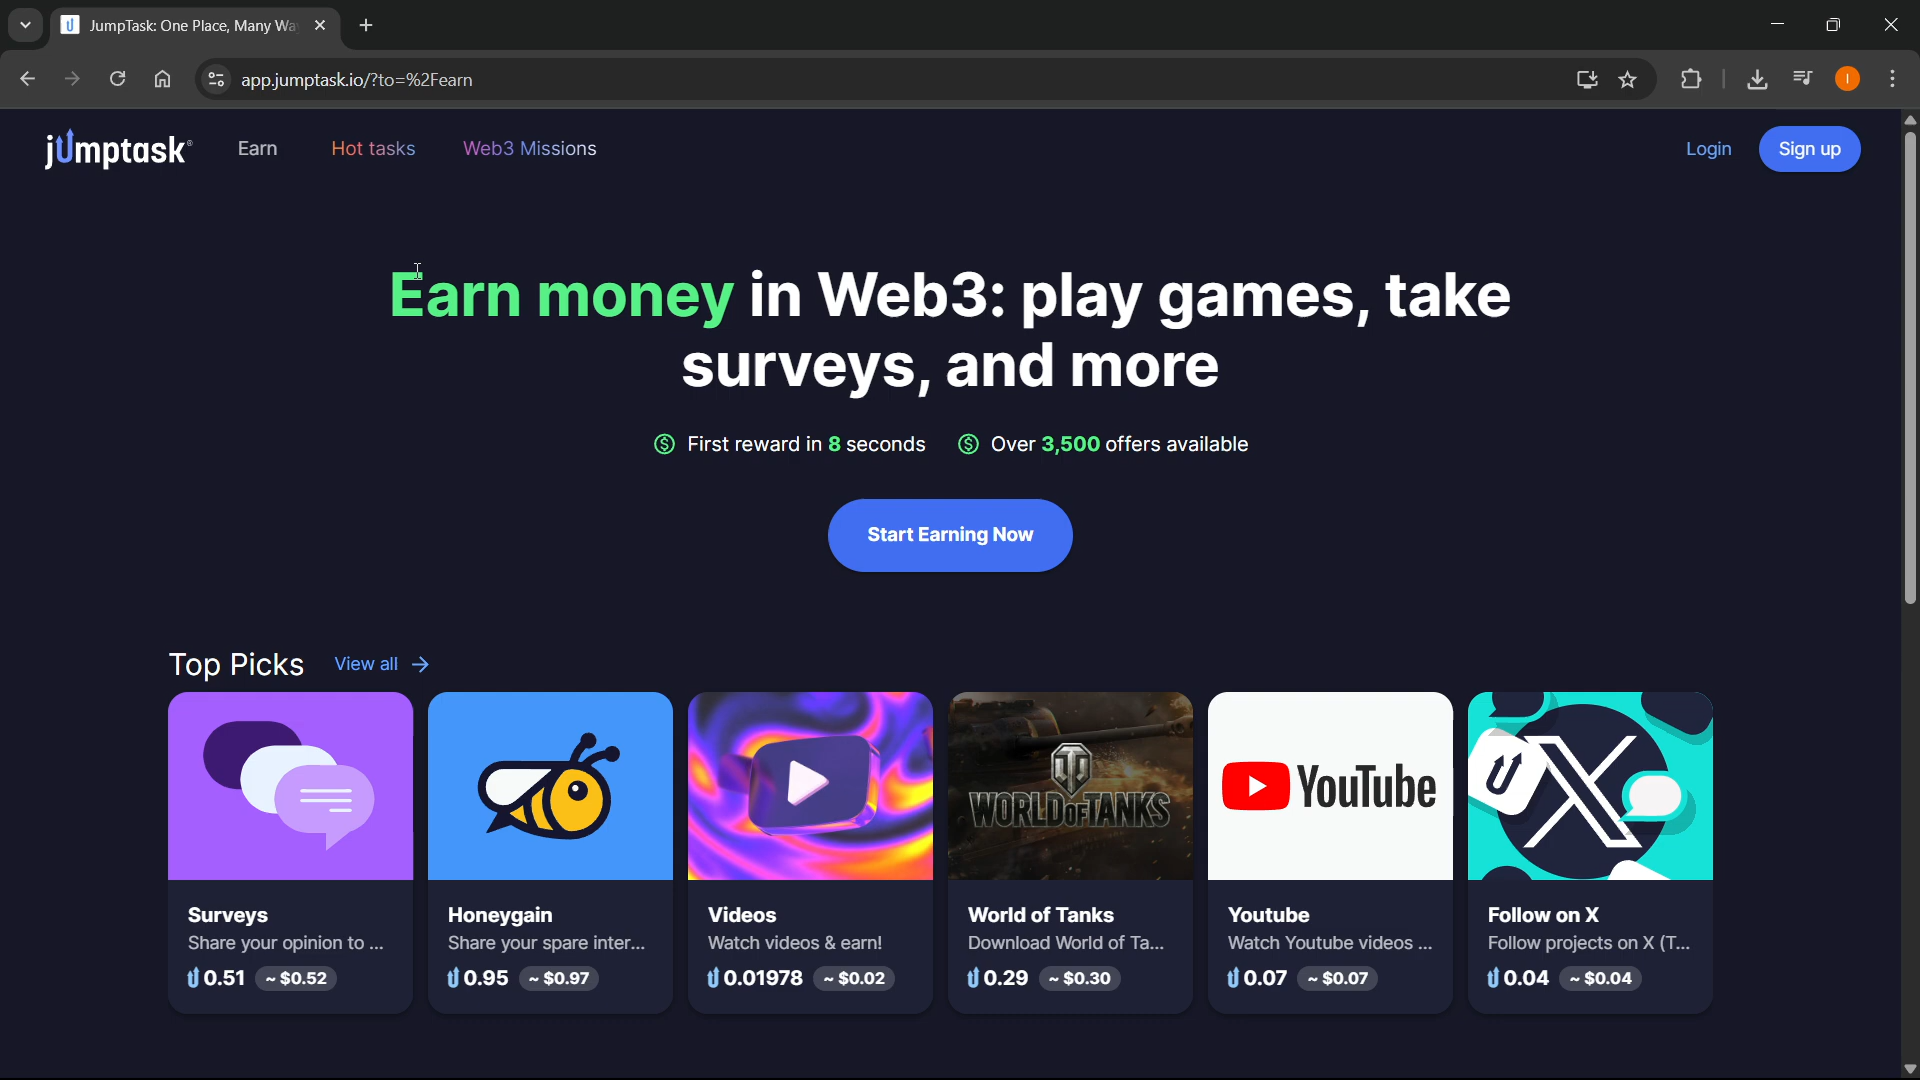 JumpTask: One Place, Many Wa
app.jumptask.io/?to=%2Fearn
I
jumptask®
Earn
Hot tasks
Web3 Missions
Login
Sign up
Earn money in Web3: play games, take
surveys, and more
First reward in 8 seconds
Over 3,500 offers available
Start Earning Now
Top Picks
View all
WORLD OF TANKS
YouTube
Surveys
Share your opinion to ...
0.51 ~ $0.52
Honeygain
Share your spare inter...
0.95 ~ $0.97
Videos
Watch videos & earn!
0.01978 ~ $0.02
World of Tanks
Download World of Ta...
0.29 ~ $0.30
Youtube
Watch Youtube videos ...
0.07 ~ $0.07
Follow on X
Follow projects on X (T...
0.04 ~ $0.04